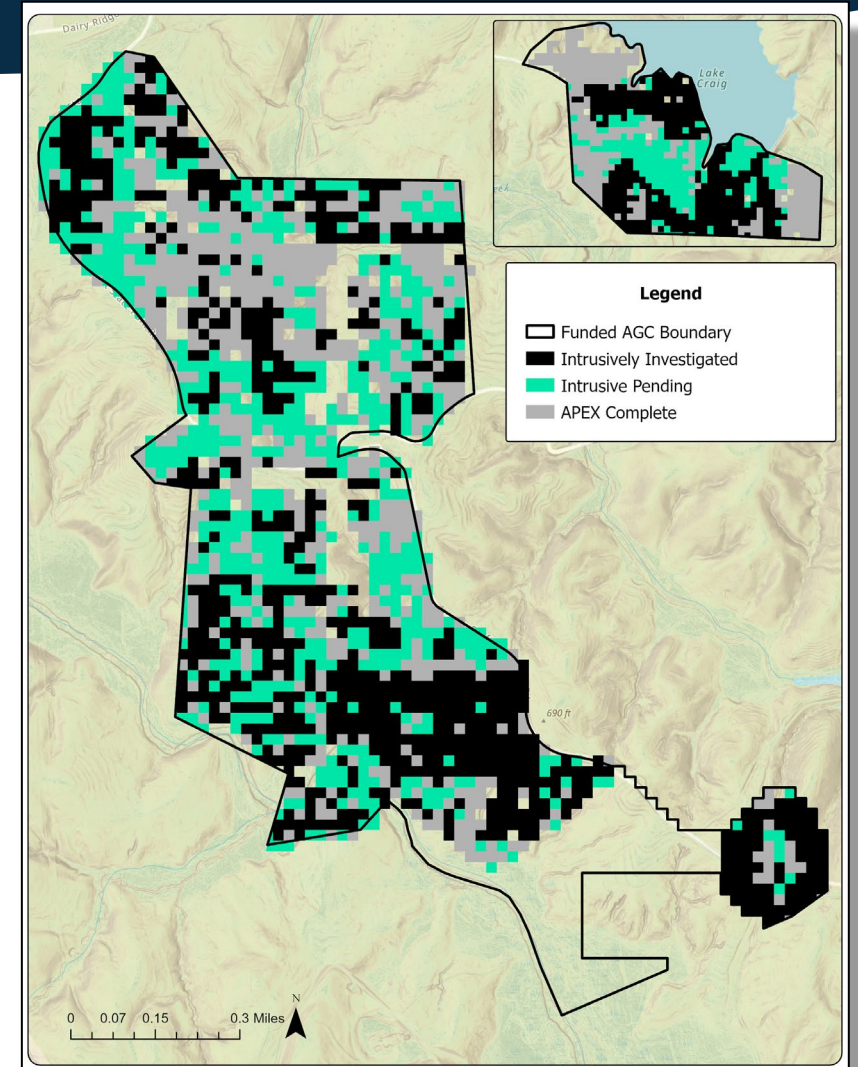 Dairy Ridge
Lake
Craig
Legend
Funded AGC Boundary
Intrusively Investigated
Intrusive Pending
APEX Complete
690 ft
0 0.07 0.15 0.3 Miles
N